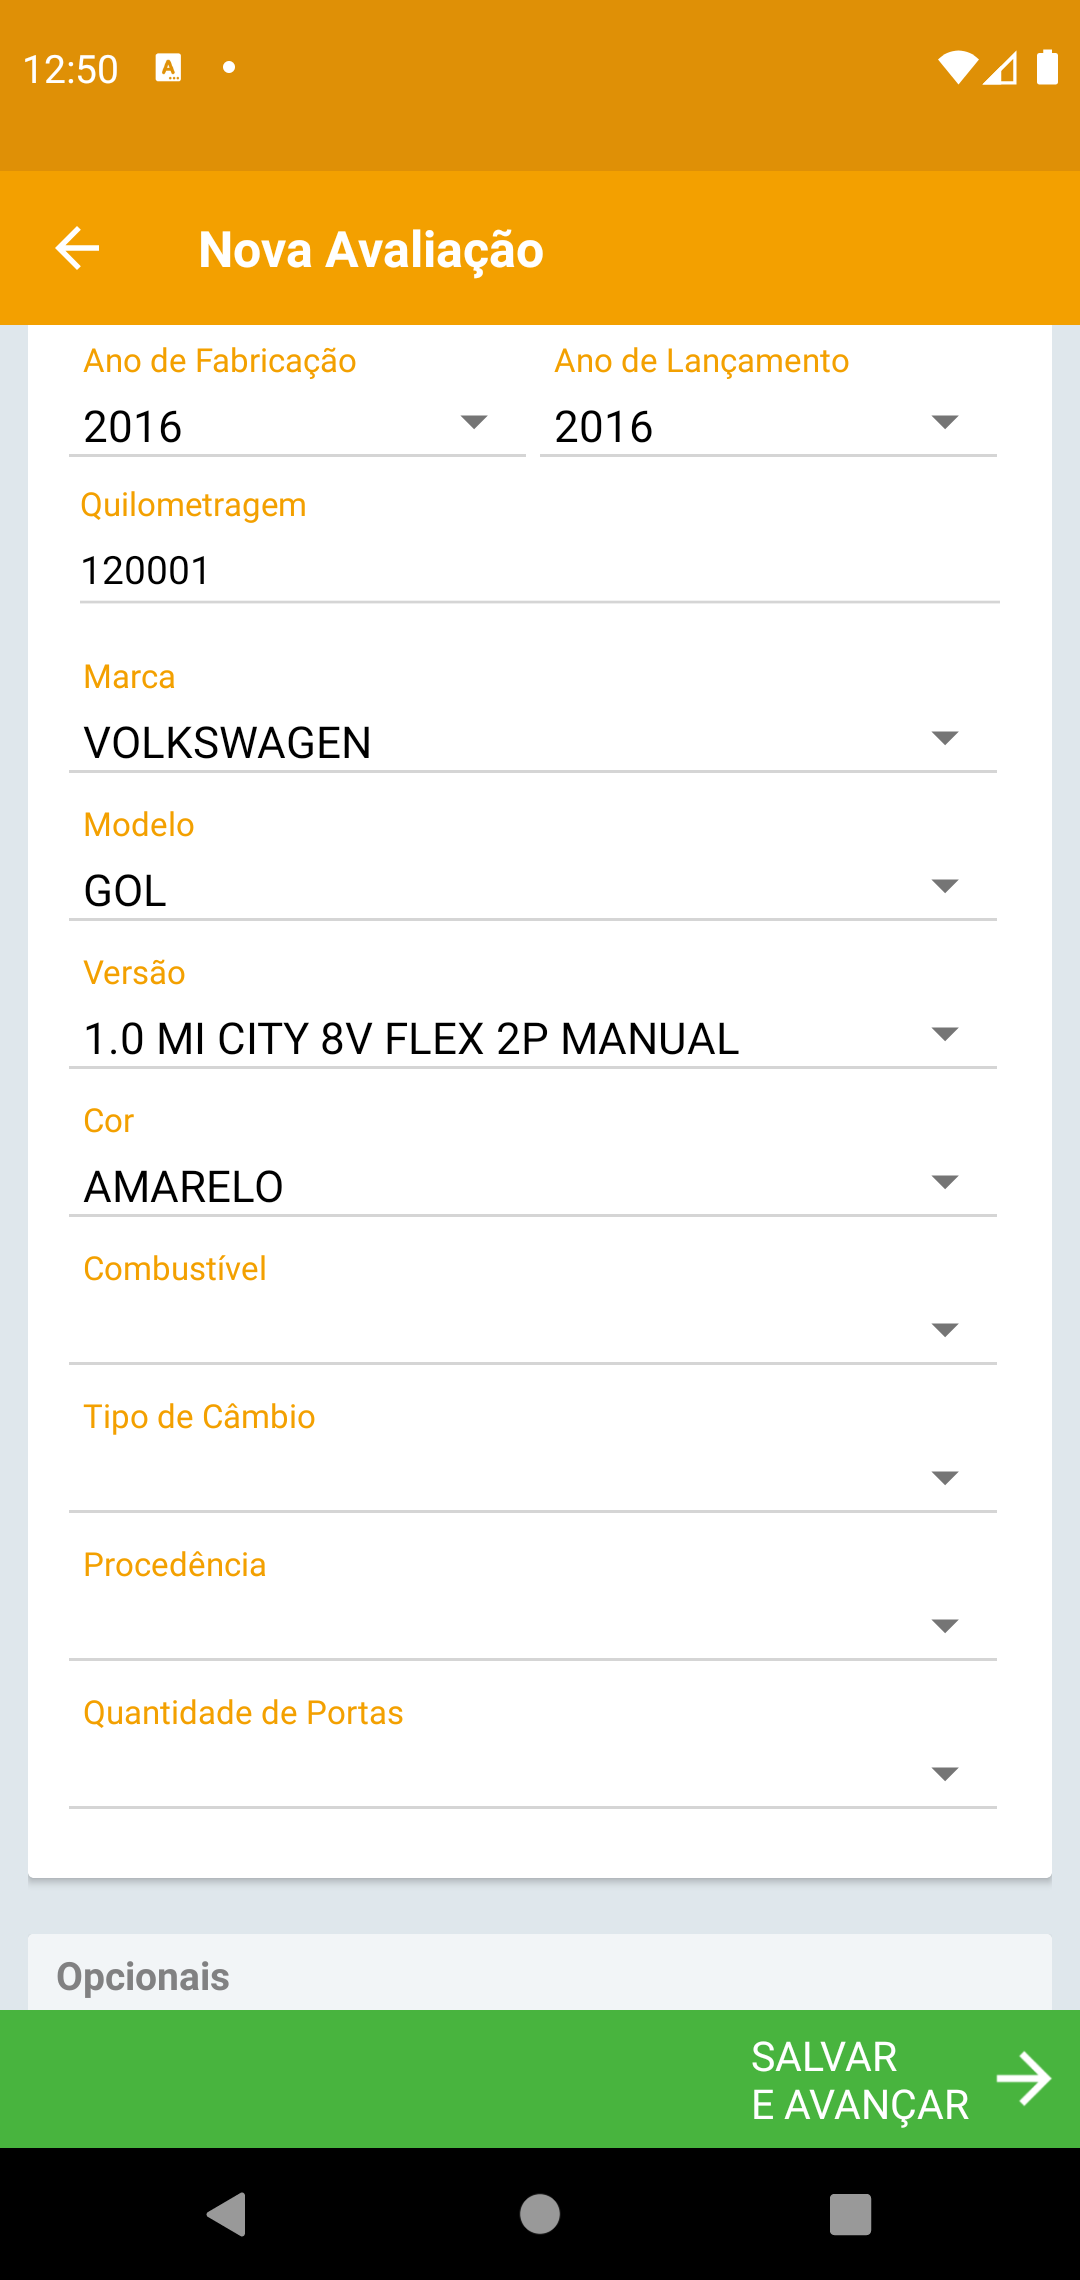 12:50
Nova Avaliação
Ano de Fabricação
Ano de Lançamento
2016
2016
Quilometragem
120001
Marca
VOLKSWAGEN
Modelo
GOL
Versão
1.0 MI CITY 8V FLEX 2P MANUAL
Cor
AMARELO
Combustível
Tipo de Câmbio
Procedência
Quantidade de Portas
Opcionais
SALVAR
E AVANÇAR